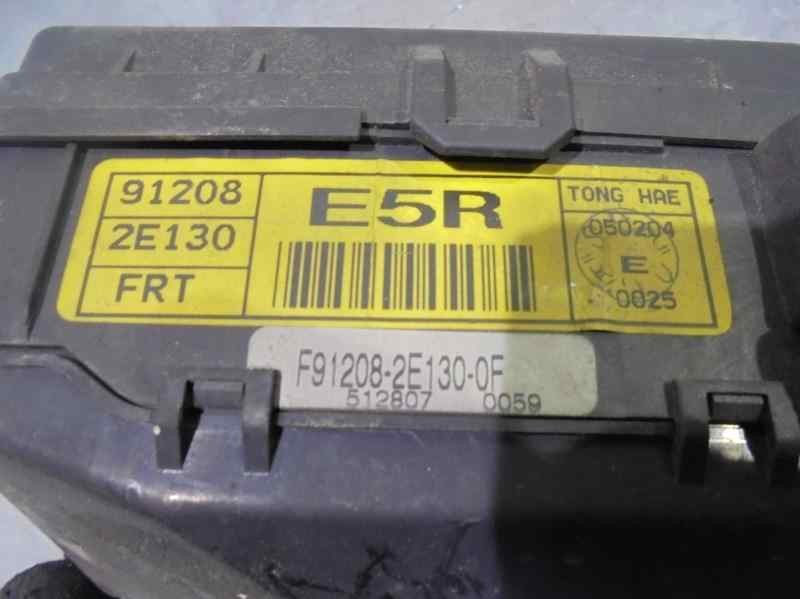 91208
2E130
FRT
E5R
TONG HAE
050204
E
0025
F91208-2E130-0F
512807 0059